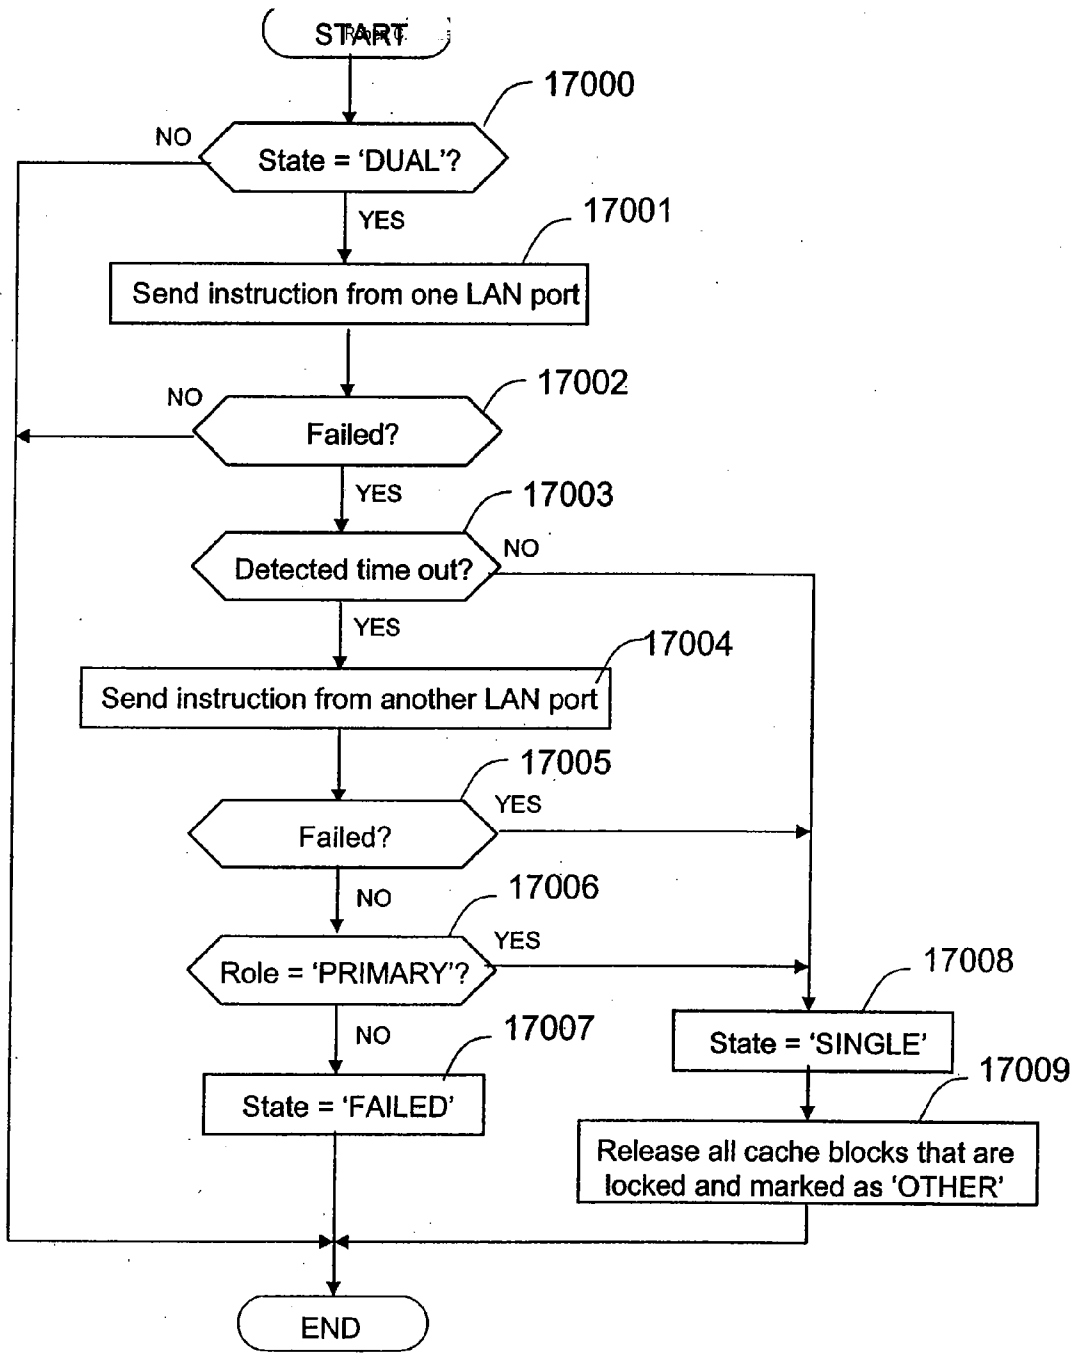 START
17000
NO
State = 'DUAL'?
YES
17001
Send instruction from one LAN port
17002
NO
Failed?
YES
17003
NO
Detected time out?
YES
17004
Send instruction from another LAN port
17005
YES
Failed?
NO
17006
YES
Role = 'PRIMARY'?
NO
17007
State = 'FAILED'
17008
State = 'SINGLE'
17009
Release all cache blocks that are
locked and marked as 'OTHER'
END